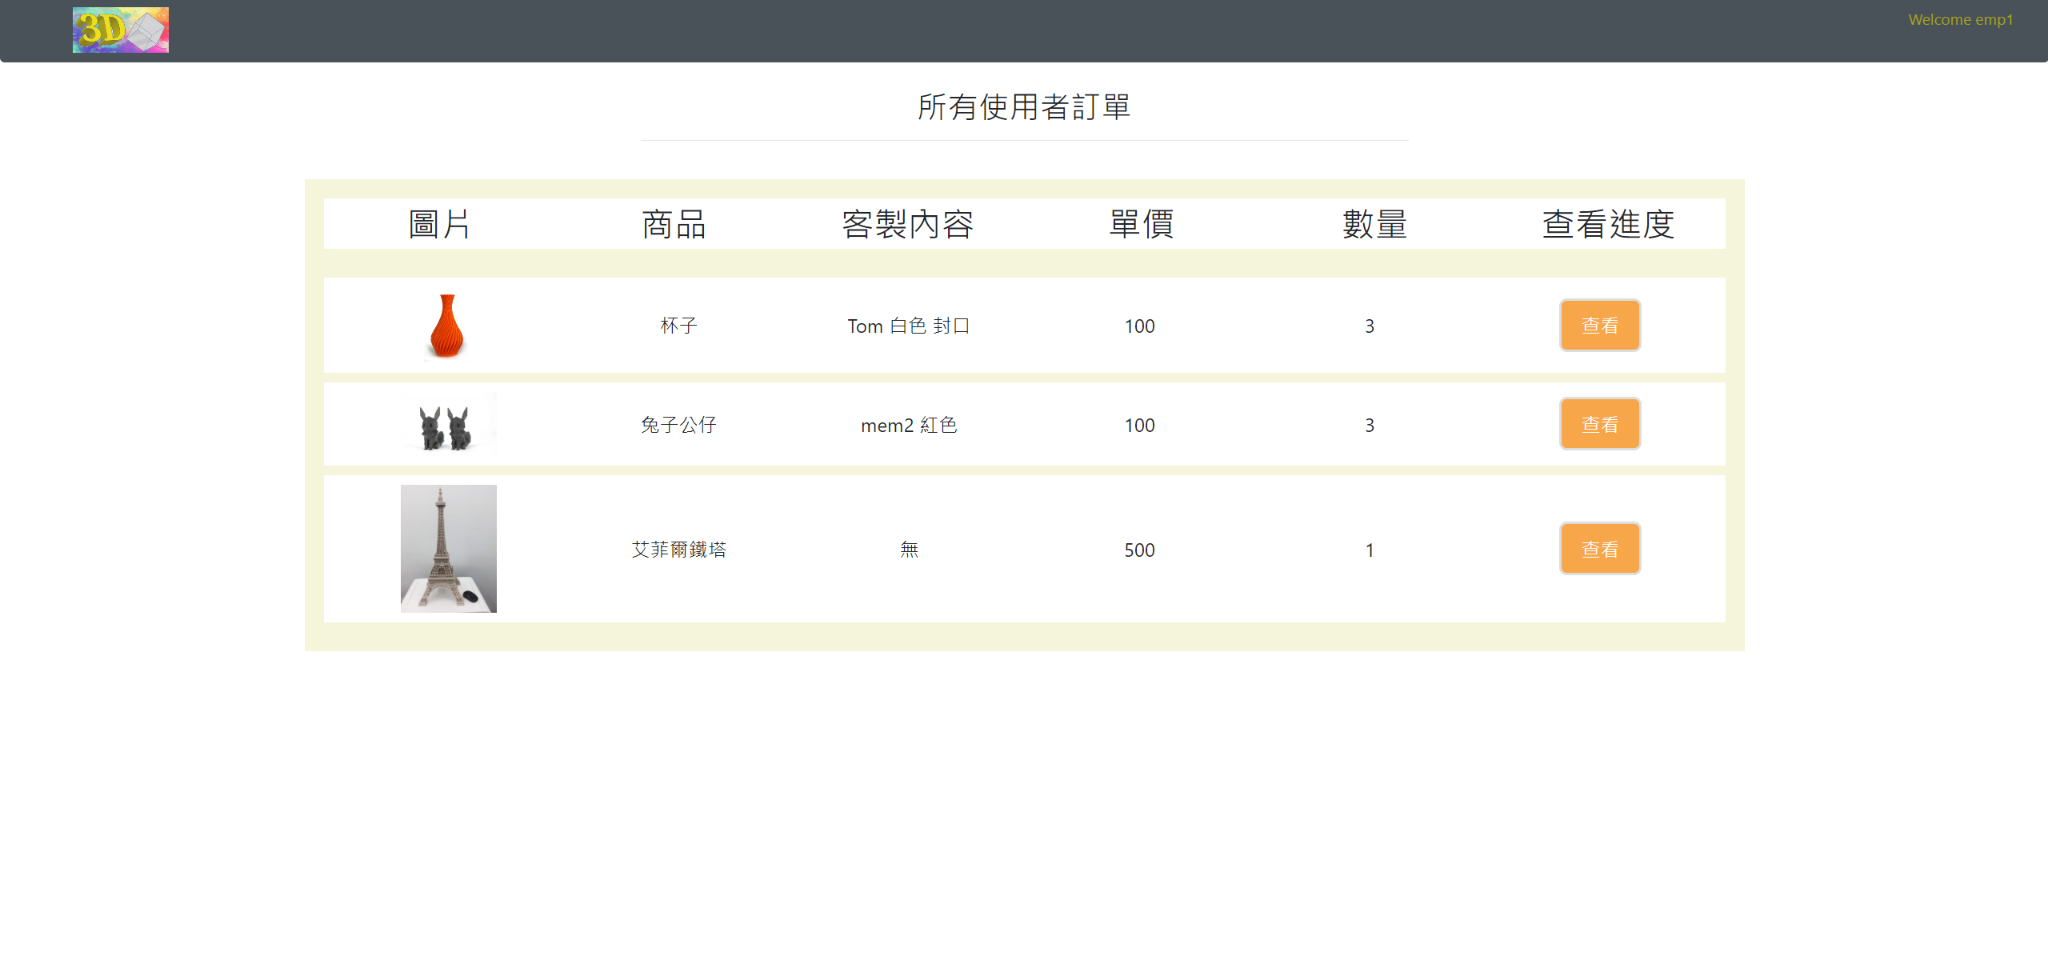 3D
Welcome emp1
所有使用者訂單
圖片 商品 客製內容 單價 數量 查看進度
杯子 Tom 白色 封口 100 3 查看
兔子公仔 mem2 紅色 100 3 查看
艾菲爾鐵塔 無 500 1 查看